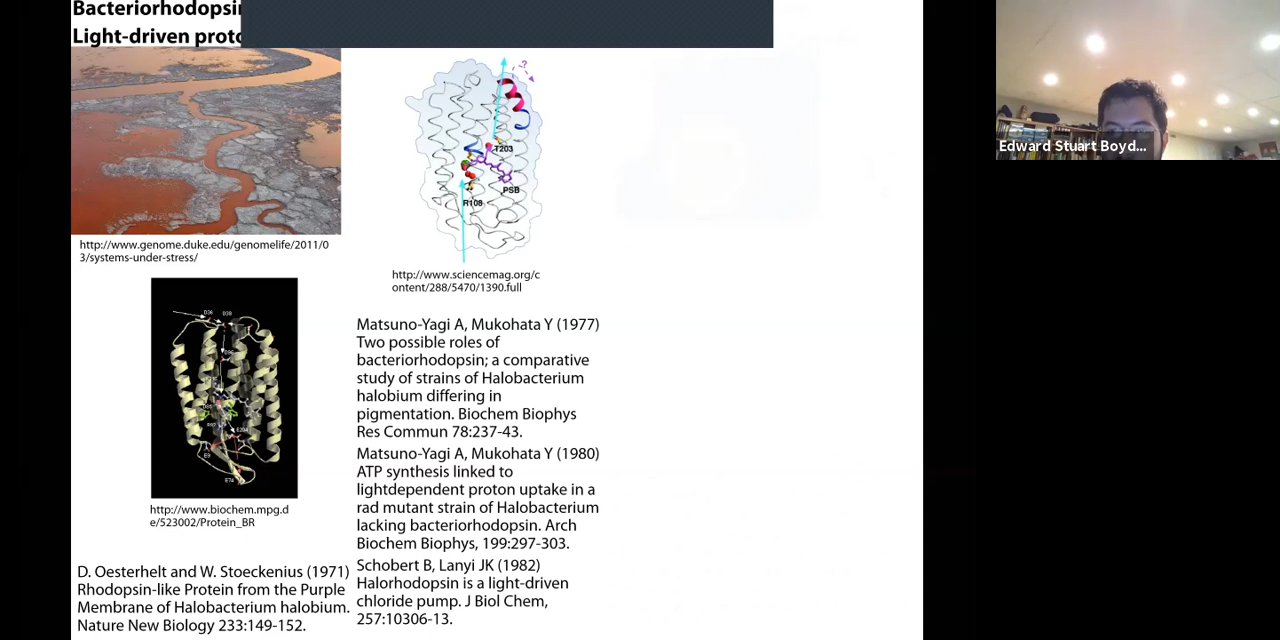 Bacteriorhodopsin
Light-driven proto
http://www.genome.duke.edu/genomelife/2011/0
3/systems-under-stress/
?
T203
PSB
R108
http://www.sciencemag.org/c
ontent/288/5470/1390.full
D36
D38
E9
E74
http://www.biochem.mpg.d
e/523002/Protein_BR
D. Oesterhelt and W. Stoeckenius (1971)
Rhodopsin-like Protein from the Purple
Membrane of Halobacterium halobium.
Nature New Biology 233:149-152.
Matsuno-Yagi A, Mukohata Y (1977)
Two possible roles of
bacteriorhodopsin; a comparative
study of strains of Halobacterium
halobium differing in
pigmentation. Biochem Biophys
Res Commun 78:237-43.
Matsuno-Yagi A, Mukohata Y (1980)
ATP synthesis linked to
lightdependent proton uptake in a
rad mutant strain of Halobacterium
lacking bacteriorhodopsin. Arch
Biochem Biophys, 199:297-303.
Schobert B, Lanyi JK (1982)
Halorhodopsin is a light-driven
chloride pump. J Biol Chem,
257:10306-13.
Edward Stuart Boyd...